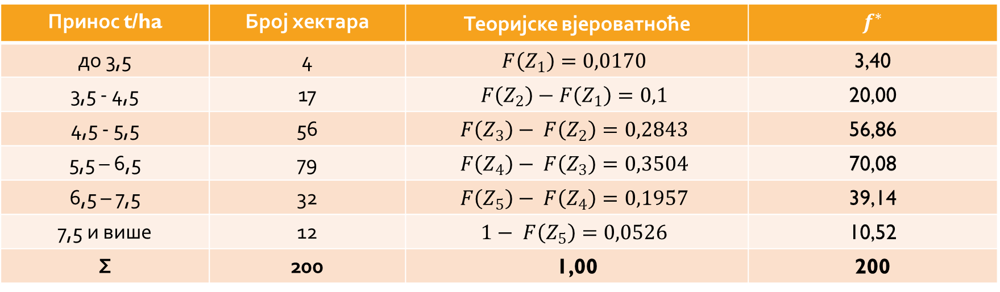 Принос t/ha Број хектара Теоријске вјероватноће f*
до 3,5 4 F(Z₁) = 0,0170 3,40
3,5 - 4,5 17 F(Z₂) − F(Z₁) = 0,1 20,00
4,5 - 5,5 56 F(Z₃) − F(Z₂) = 0,2843 56,86
5,5 – 6,5 79 F(Z₄) − F(Z₃) = 0,3504 70,08
6,5 – 7,5 32 F(Z₅) − F(Z₄) = 0,1957 39,14
7,5 и више 12 1 − F(Z₅) = 0,0526 10,52
Σ 200 1,00 200